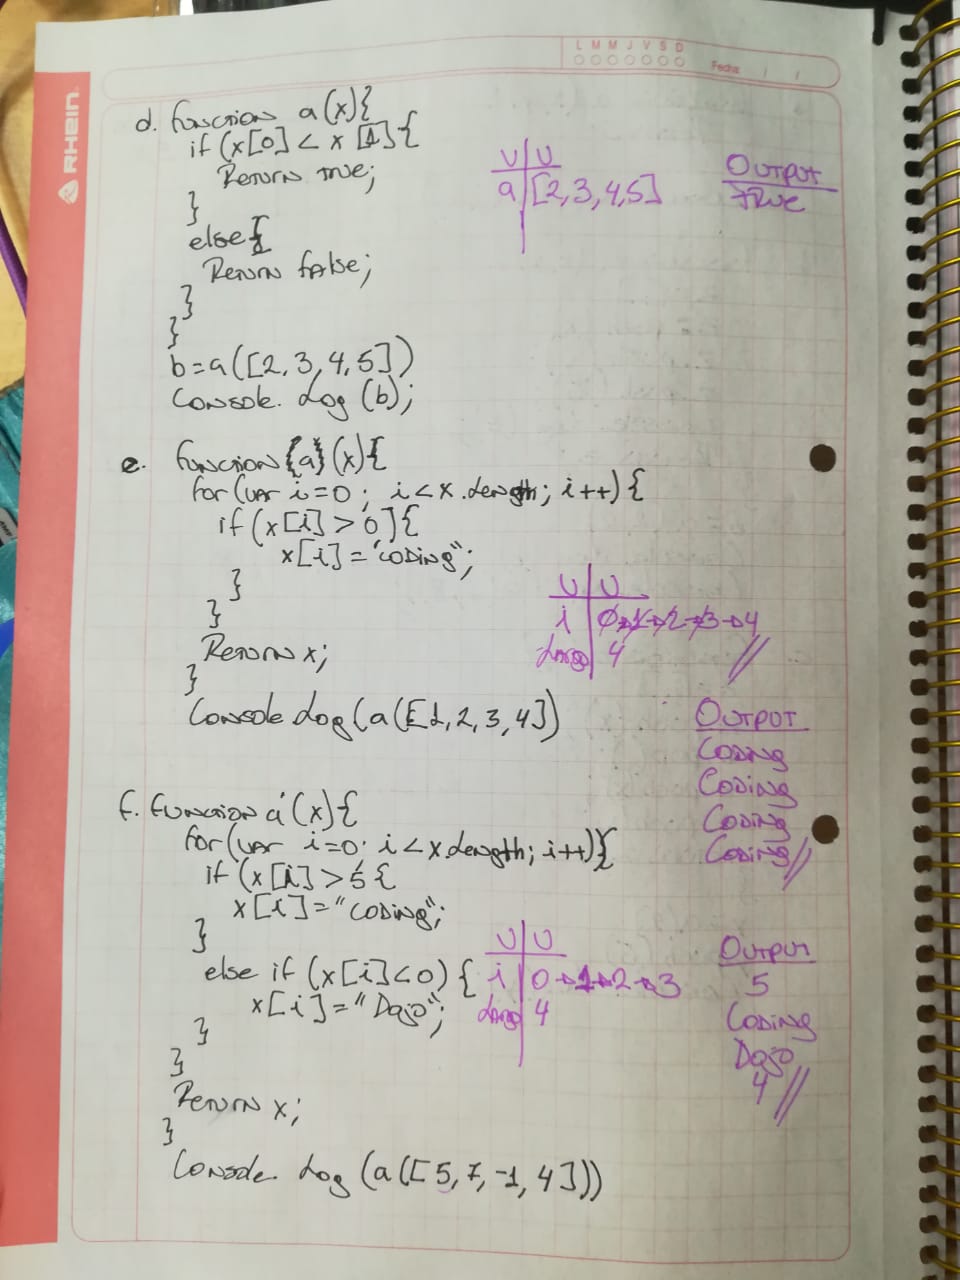 L M M J V S D
Fecha: / /
RHEIN
d. function a(x){
if (x[0] < x [1]{
Return true;
}
else{
Return false;
}
}
b=a([2,3,4,5])
Console. Log (b);
V V
a [2,3,4,5]
Output
true
e. function{a}(x){
for(var i=0; i<x.length; i++){
if(x[i]>0]{
x[i]="coding";
}
}
Return x;
}
Console Log(a([1,2,3,4])
V V
i 0→1→2→3→4
Largo 4
Output
Coding
Coding
Coding
Coding//
f. function a(x){
for(var i=0; i<x.length; i++){
if (x[i]>5{
x[i]="coding";
}
else if (x[i]<0) {
x[i]="Dojo";
}
}
Return x;
}
Console. Log (a([5,7,-1,4]))
V V
i 0→1→2→3
Largo 4
Output
5
Coding
Dojo
4//